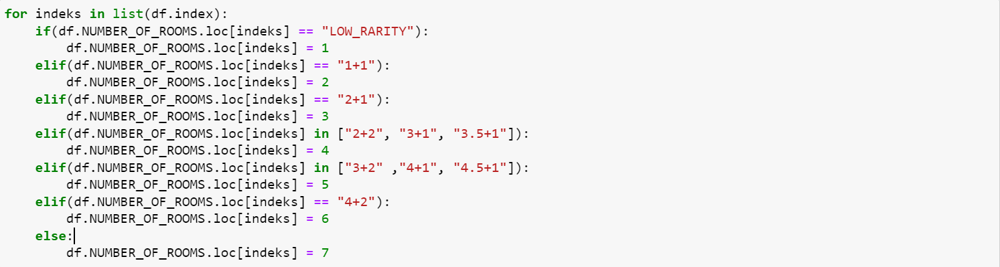 for indeks in list(df.index):
    if(df.NUMBER_OF_ROOMS.loc[indeks] == "LOW_RARITY"):
        df.NUMBER_OF_ROOMS.loc[indeks] = 1
    elif(df.NUMBER_OF_ROOMS.loc[indeks] == "1+1"):
        df.NUMBER_OF_ROOMS.loc[indeks] = 2
    elif(df.NUMBER_OF_ROOMS.loc[indeks] == "2+1"):
        df.NUMBER_OF_ROOMS.loc[indeks] = 3
    elif(df.NUMBER_OF_ROOMS.loc[indeks] in ["2+2", "3+1", "3.5+1"]):
        df.NUMBER_OF_ROOMS.loc[indeks] = 4
    elif(df.NUMBER_OF_ROOMS.loc[indeks] in ["3+2" ,"4+1", "4.5+1"]):
        df.NUMBER_OF_ROOMS.loc[indeks] = 5
    elif(df.NUMBER_OF_ROOMS.loc[indeks] == "4+2"):
        df.NUMBER_OF_ROOMS.loc[indeks] = 6
    else:
        df.NUMBER_OF_ROOMS.loc[indeks] = 7